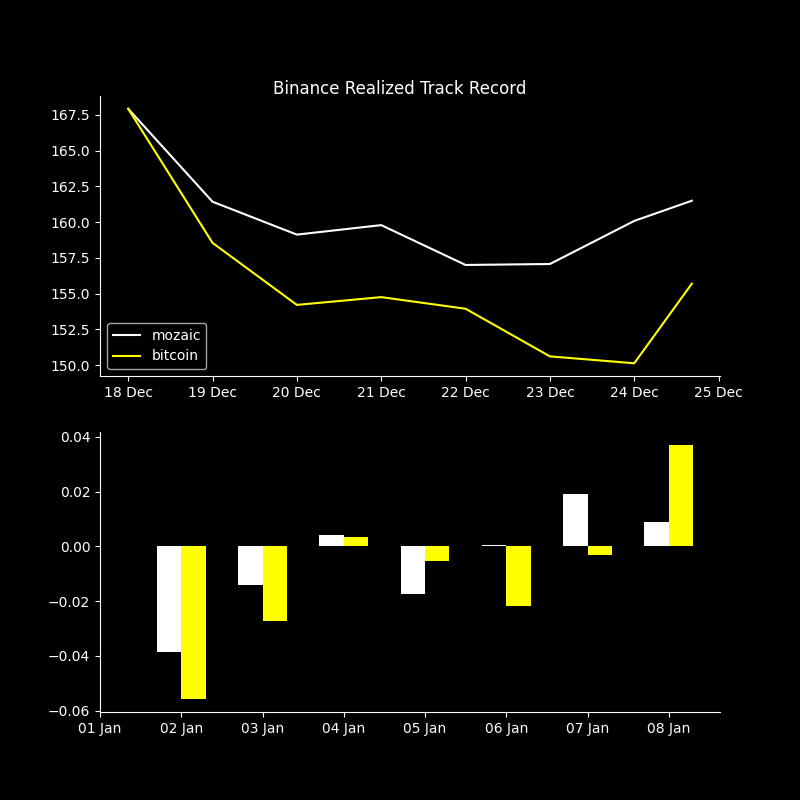 Binance Realized Track Record
167.5
165.0
162.5
160.0
157.5
155.0
152.5
150.0
mozaic
bitcoin
18 Dec 19 Dec 20 Dec 21 Dec 22 Dec 23 Dec 24 Dec 25 Dec
0.04
0.02
0.00
−0.02
−0.04
−0.06
01 Jan 02 Jan 03 Jan 04 Jan 05 Jan 06 Jan 07 Jan 08 Jan